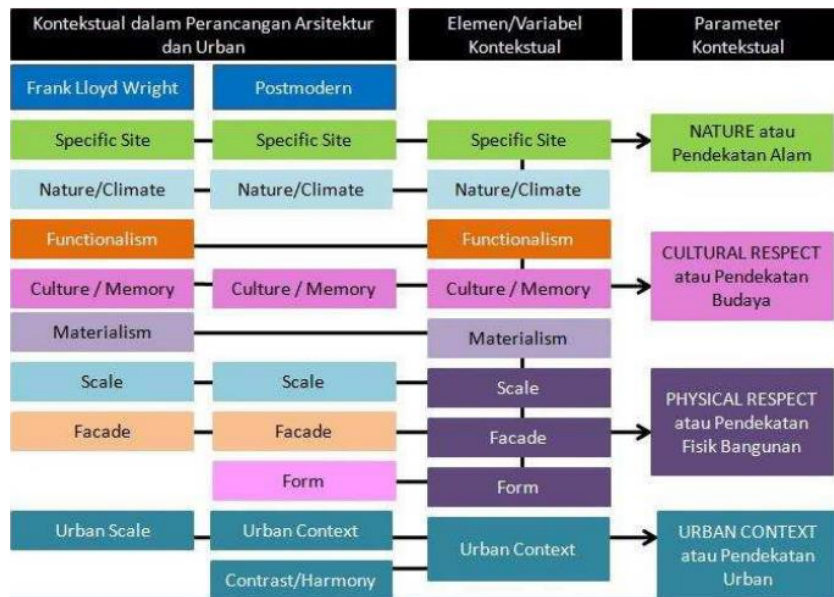 Kontekstual dalam Perancangan Arsitektur
dan Urban
Elemen/Variabel
Kontekstual
Parameter
Kontekstual
Frank Lloyd Wright
Postmodern
Specific Site
Specific Site
Specific Site
NATURE atau
Pendekatan Alam
Nature/Climate
Nature/Climate
Nature/Climate
Functionalism
Functionalism
CULTURAL RESPECT
atau Pendekatan
Budaya
Culture / Memory
Culture / Memory
Culture / Memory
Materialism
Materialism
Scale
Scale
Scale
PHYSICAL RESPECT
atau Pendekatan
Fisik Bangunan
Facade
Facade
Facade
Form
Form
Urban Scale
Urban Context
Urban Context
URBAN CONTEXT
atau Pendekatan
Urban
Contrast/Harmony